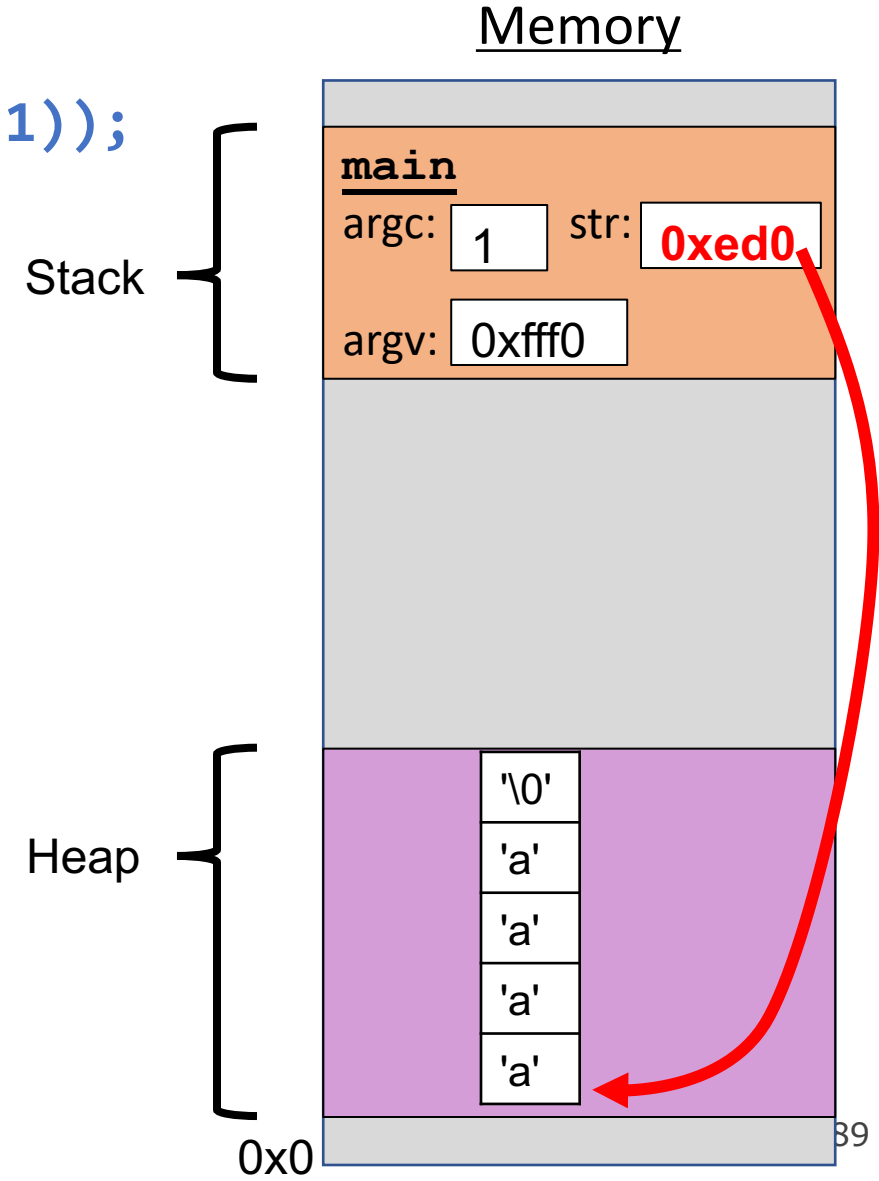 Memory
1));
main
argc: 1 str: 0xed0
Stack
argv: 0xfff0
'\0'
'a'
Heap
'a'
'a'
'a'
0x0